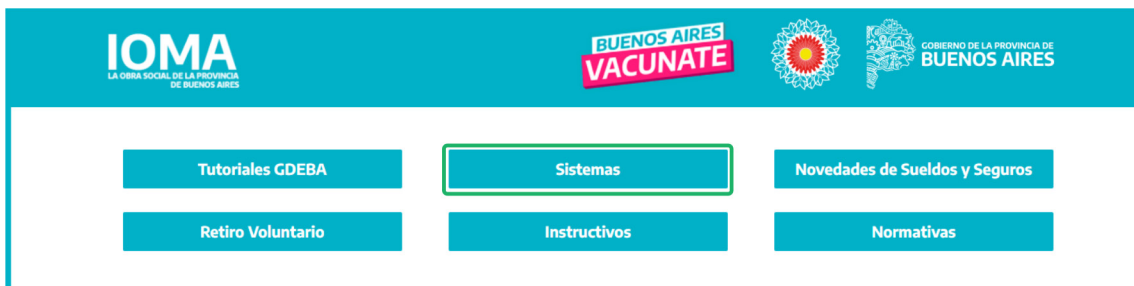 IOMA
LA OBRA SOCIAL DE LA PROVINCIA
DE BUENOS AIRES
BUENOS AIRES
VACUNATE
GOBIERNO DE LA PROVINCIA DE
BUENOS AIRES
Tutoriales GDEBA
Sistemas
Novedades de Sueldos y Seguros
Retiro Voluntario
Instructivos
Normativas